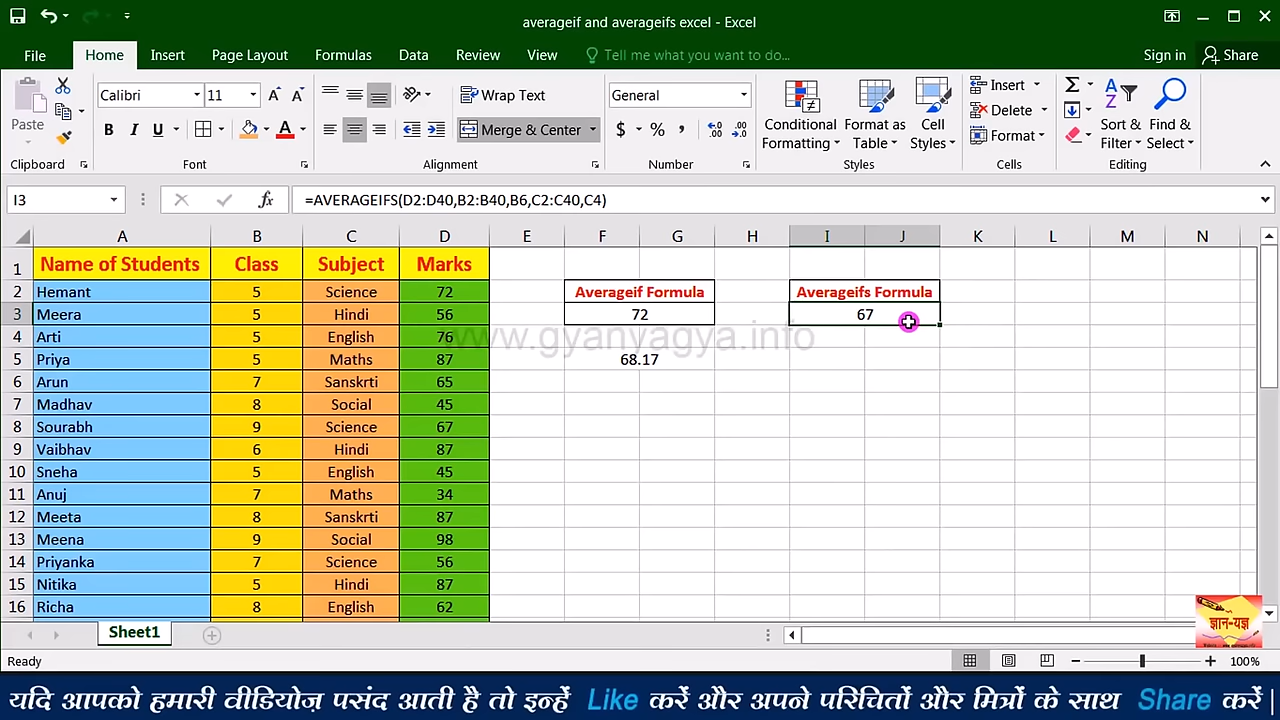 averageif and averageifs excel - Excel
File Home Insert Page Layout Formulas Data Review View Tell me what you want to do... Sign in Share
Paste Calibri 11 Wrap Text General Conditional Formatting Format as Table Cell Styles Insert Sort & Filter Find & Select
B I U Merge & Center $ % , Delete
Format
Clipboard Font Alignment Number Styles Cells Editing
I3 fx =AVERAGEIFS(D2:D40,B2:B40,B6,C2:C40,C4)
A B C D E F G H I J K L M N
1 Name of Students Class Subject Marks
2 Hemant 5 Science 72 Averageif Formula Averageifs Formula
3 Meera 5 Hindi 56 72 67
4 Arti 5 English 76
www.gyanyagya.info
5 Priya 5 Maths 87 68.17
6 Arun 7 Sanskrti 65
7 Madhav 8 Social 45
8 Sourabh 9 Science 67
9 Vaibhav 6 Hindi 87
10 Sneha 5 English 45
11 Anuj 7 Maths 34
12 Meeta 8 Sanskrti 87
13 Meena 9 Social 98
14 Priyanka 7 Science 56
15 Nitika 5 Hindi 87
16 Richa 8 English 62
ज्ञान-यज्ञ
Sheet1
Ready 100%
यदि आपको हमारी वीडियोज़ पसंद आती है तो इन्हें Like करें और अपने परिचितों और मित्रों के साथ Share करें |